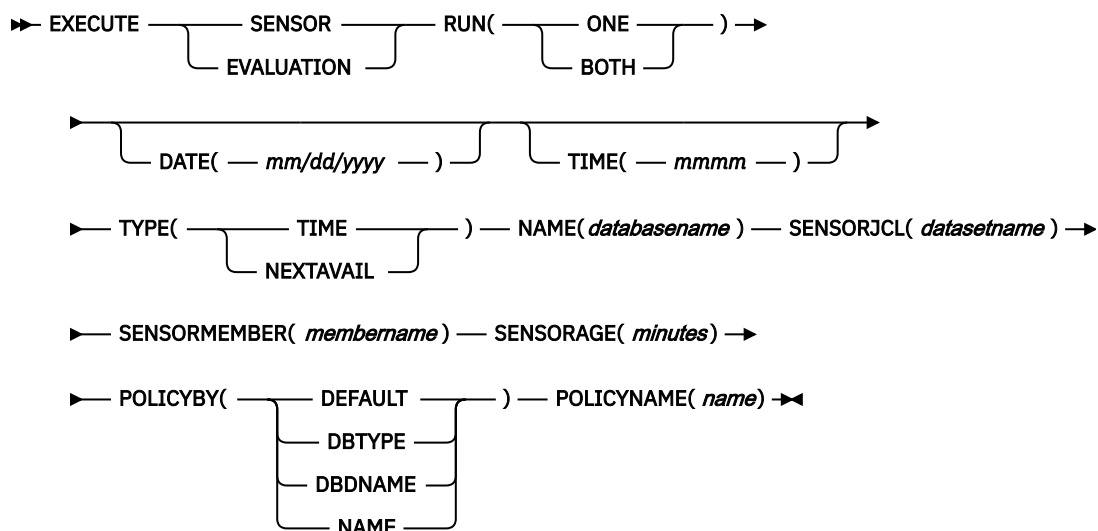 EXECUTE SENSOR RUN( ONE )
EVALUATION BOTH
DATE( mm/dd/yyyy ) TIME( mmmm )
TYPE( TIME ) NAME( databasename ) SENSORJCL( datasetname )
NEXTAVAIL
SENSORMEMBER( membername ) SENSORAGE( minutes )
POLICYBY( DEFAULT ) POLICYNAME( name )
DBTYPE
DBDNAME
NAME